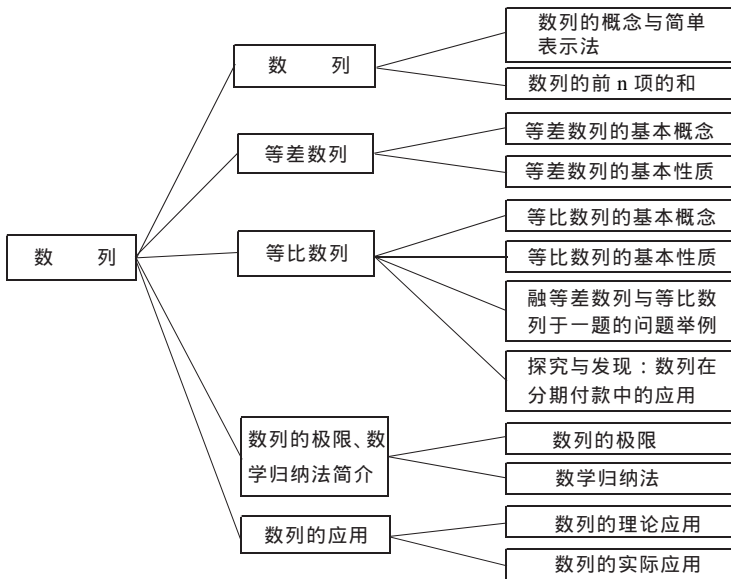 数列的概念与简单
表示法
数 列
数列的前 n 项的和
等差数列的基本概念
等差数列
等差数列的基本性质
等比数列的基本概念
数 列
等比数列
等比数列的基本性质
融等差数列与等比数
列于一题的问题举例
探究与发现：数列在
分期付款中的应用
数列的极限、数
学归纳法简介
数列的极限
数学归纳法
数列的应用
数列的理论应用
数列的实际应用